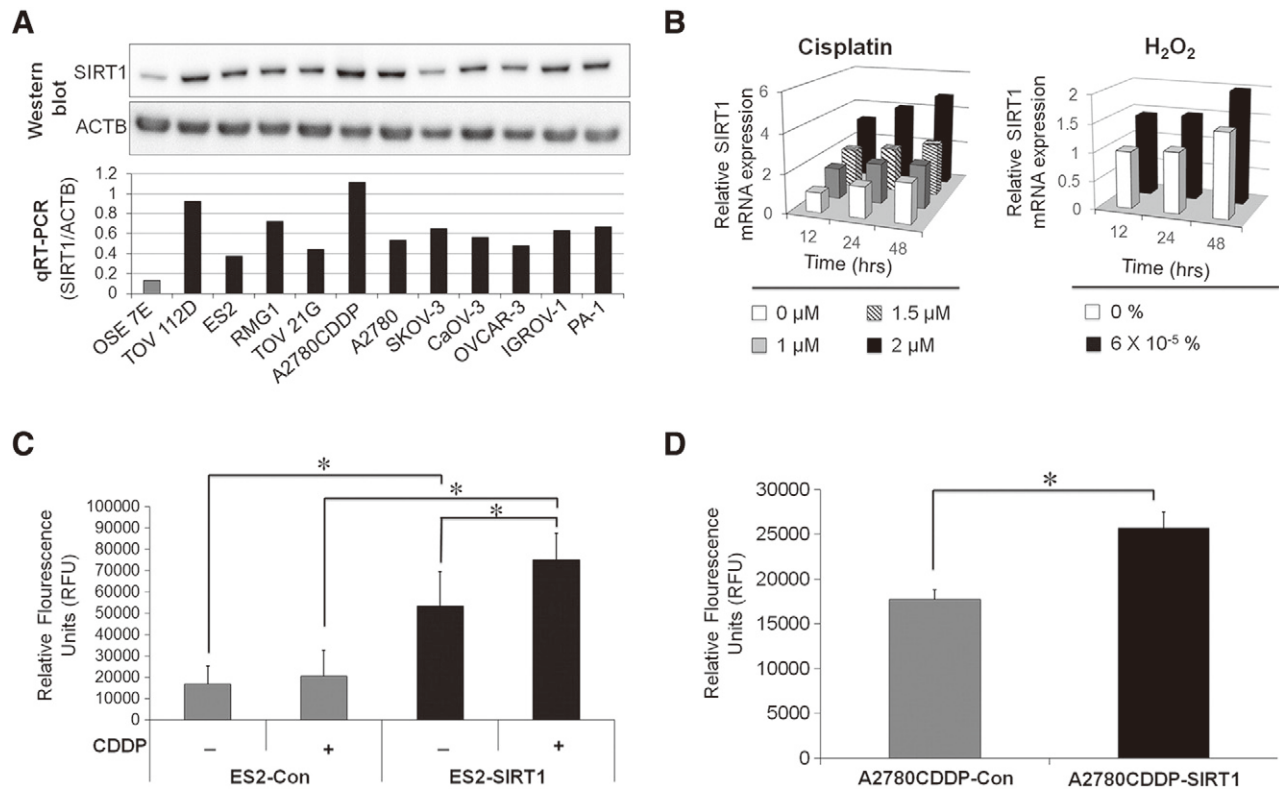 A
Western
blot
SIRT1
ACTB
qRT-PCR
(SIRT1/ACTB)
1.2
1
0.8
0.6
0.4
0.2
0
OSE 7E
TOV 112D
ES2
RMG1
TOV 21G
A2780CDDP
A2780
SKOV-3
CaOV-3
OVCAR-3
IGROV-1
PA-1
B
Cisplatin
Relative SIRT1
mRNA expression
6
4
2
0
12
24
48
Time (hrs)
0 µM
1.5 µM
1 µM
2 µM
H₂O₂
Relative SIRT1
mRNA expression
2
1.5
1
0.5
0
12
24
48
Time (hrs)
0 %
6 X 10⁻⁵ %
C
Relative Flourescence
Units (RFU)
100000
90000
80000
70000
60000
50000
40000
30000
20000
10000
0
*
*
*
CDDP – + – +
ES2-Con ES2-SIRT1
D
Relative Flourescence
Units (RFU)
30000
25000
20000
15000
10000
5000
0
*
A2780CDDP-Con A2780CDDP-SIRT1